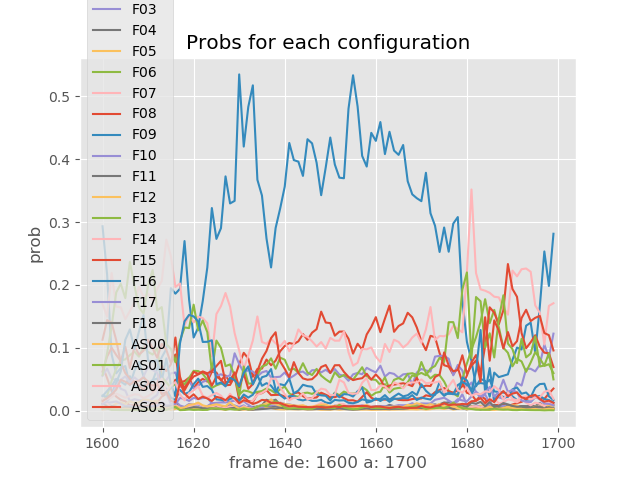 F03
F04
F05
F06
F07
F08
F09
F10
F11
F12
F13
F14
F15
F16
F17
F18
AS00
AS01
AS02
AS03
Probs for each configuration
prob
0.5
0.4
0.3
0.2
0.1
0.0
1600 1620 1640 1660 1680 1700
frame de: 1600 a: 1700